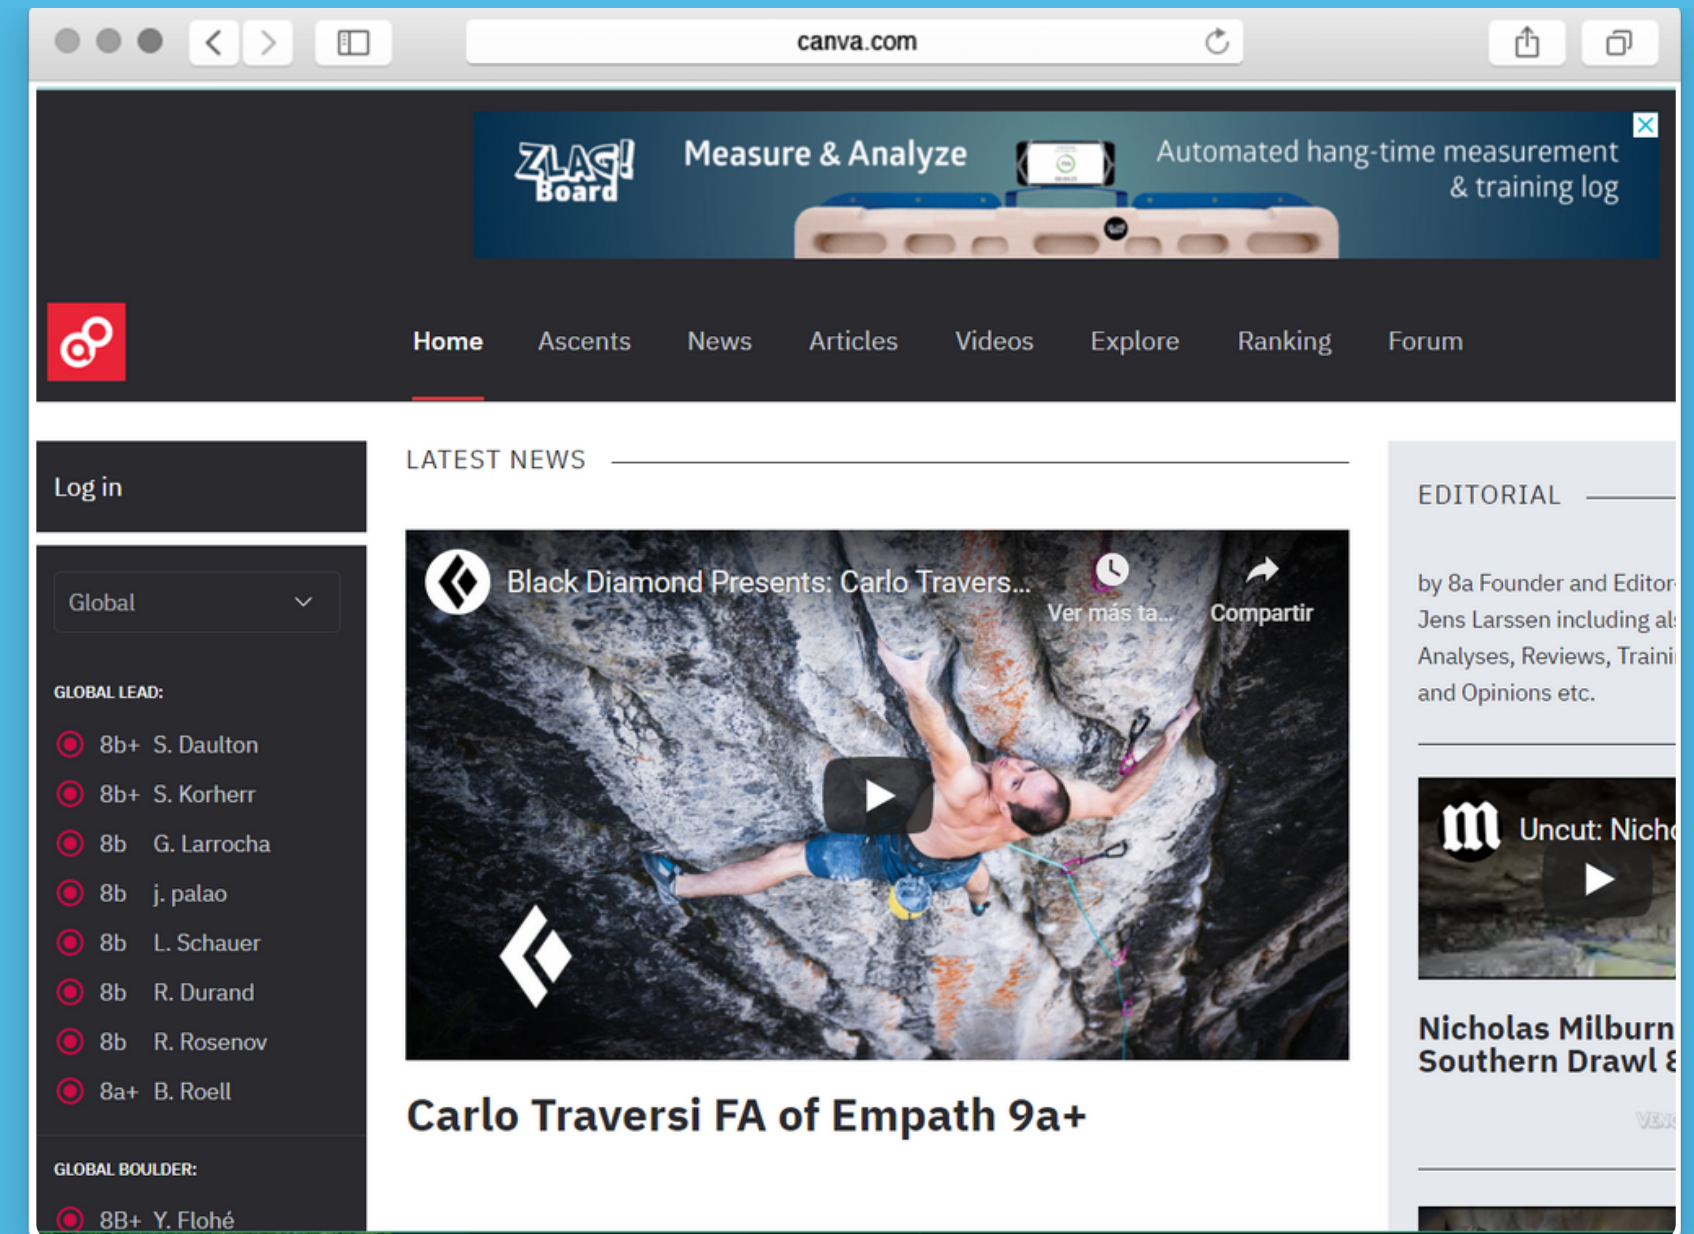 canva.com
ZLAG!
Board
Measure & Analyze
Automated hang-time measurement
& training log
Home Ascents News Articles Videos Explore Ranking Forum
Log in
Global
GLOBAL LEAD:
8b+ S. Daulton
8b+ S. Korherr
8b G. Larrocha
8b j. palao
8b L. Schauer
8b R. Durand
8b R. Rosenov
8a+ B. Roell
GLOBAL BOULDER:
8B+ Y. Flohé
LATEST NEWS
Black Diamond Presents: Carlo Travers...
Ver más ta...
Compartir
Carlo Traversi FA of Empath 9a+
EDITORIAL
by 8a Founder and Editor-
Jens Larssen including al
Analyses, Reviews, Traini
and Opinions etc.
Uncut: Nicho
Nicholas Milburn
Southern Drawl 8